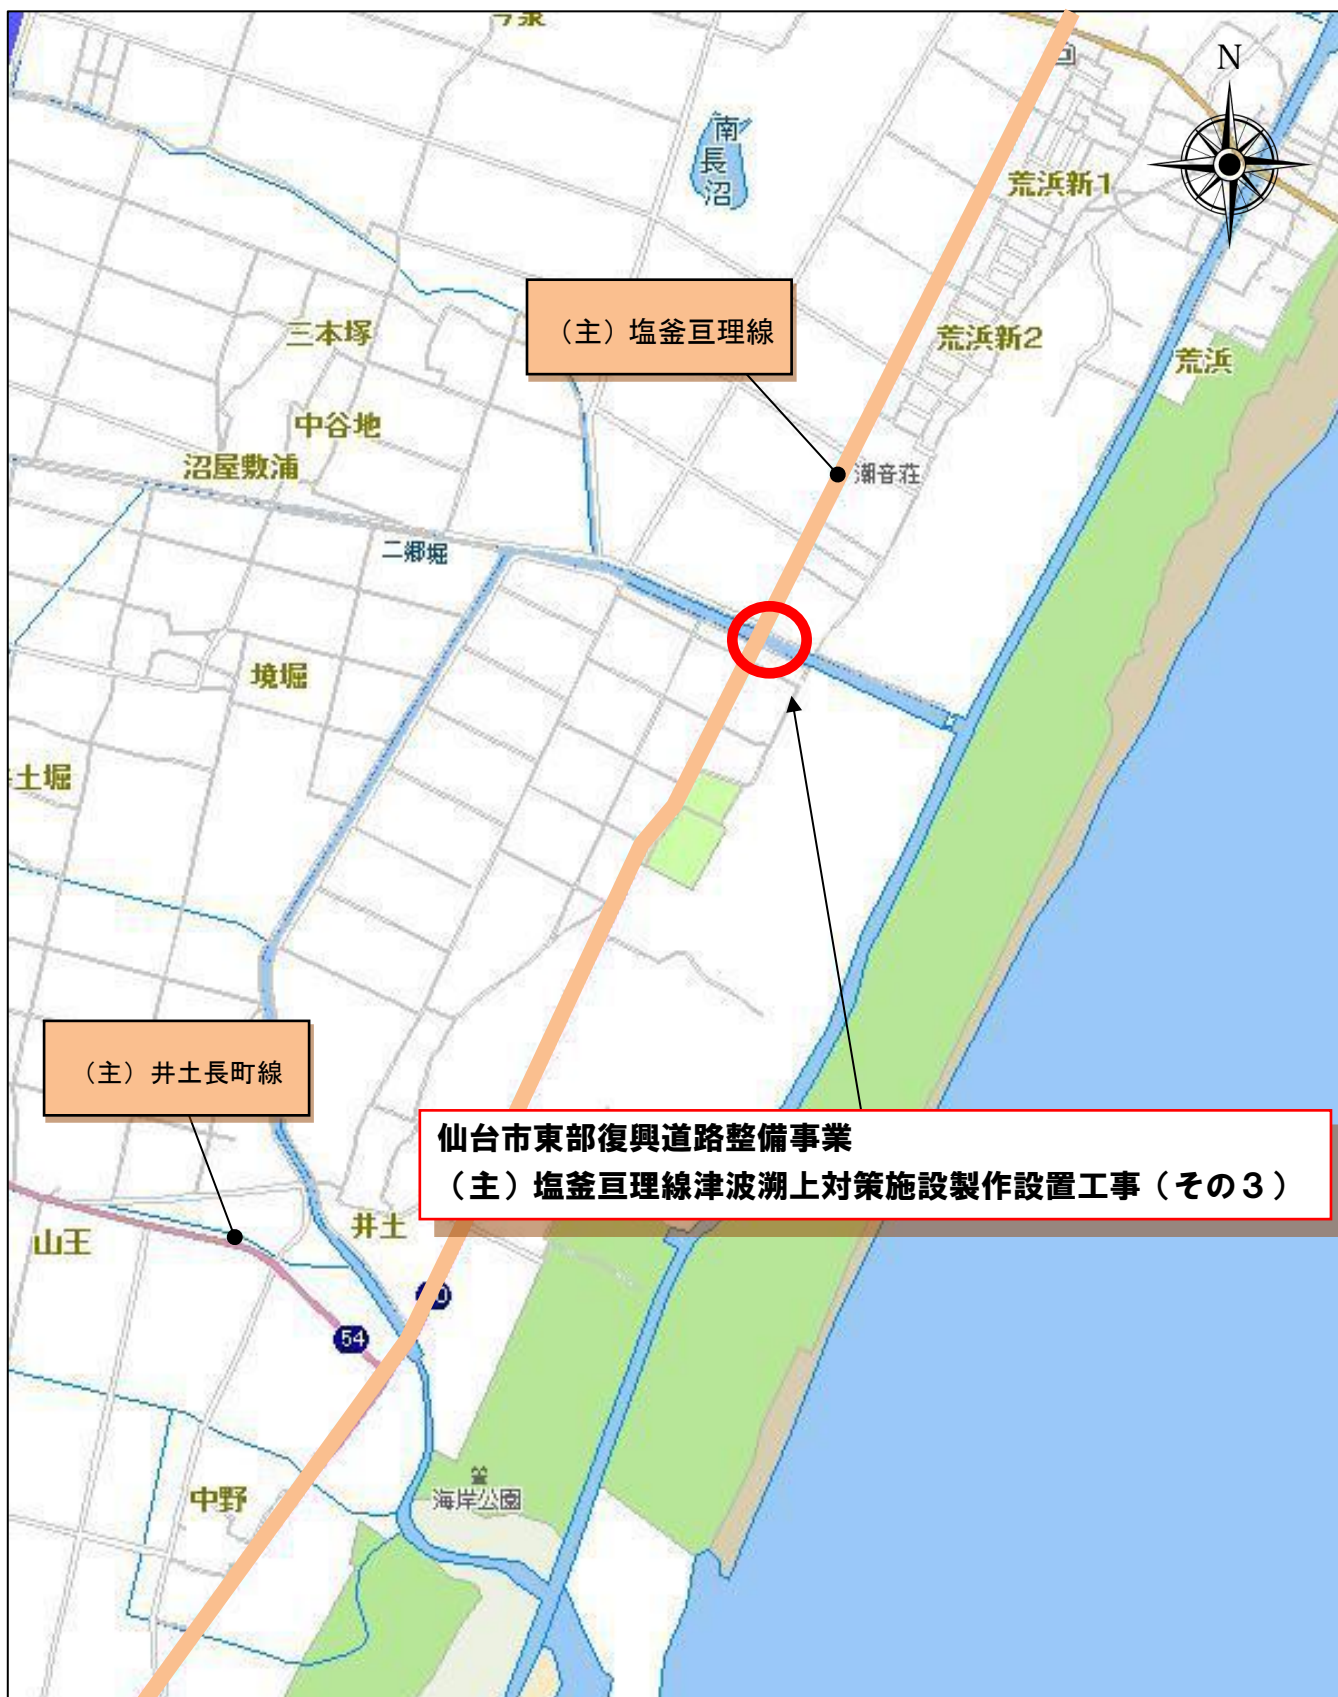 今泉
N
南
長
沼
荒浜新1
（主）塩釜亘理線
三本塚
荒浜新2
荒浜
中谷地
沼屋敷浦
潮音荘
二郷堀
境堀
土堀
（主）井土長町線
仙台市東部復興道路整備事業
（主）塩釜亘理線津波溯上対策施設製作設置工事（その３）
井土
山王
54
中野
海岸公園